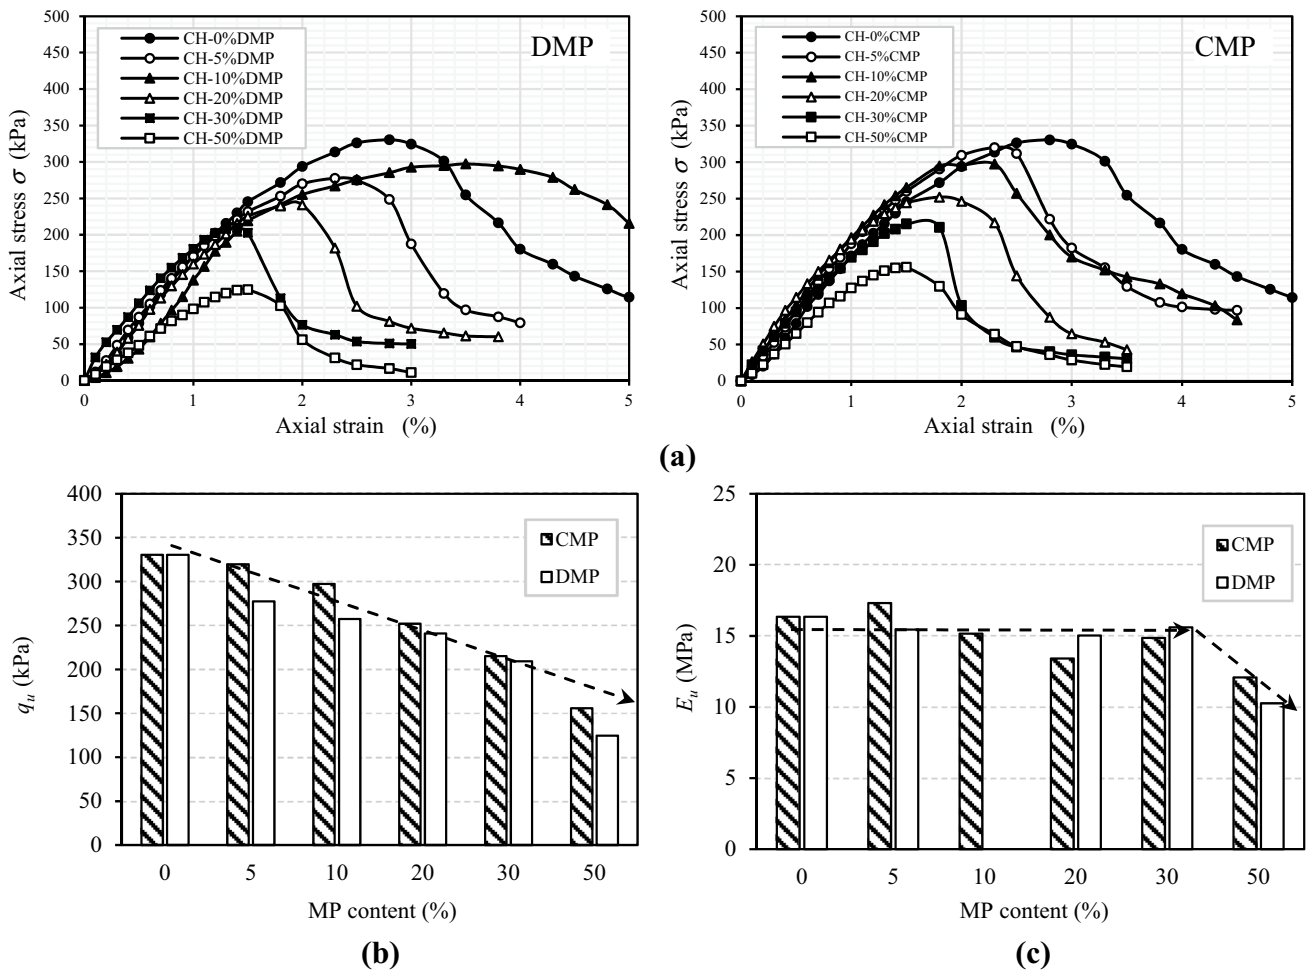 500
450
400
350
300
250
200
150
100
50
0
Axial stress σ (kPa)
CH-0%DMP
CH-5%DMP
CH-10%DMP
CH-20%DMP
CH-30%DMP
CH-50%DMP
DMP
0 1 2 3 4 5
Axial strain (%)
500
450
400
350
300
250
200
150
100
50
0
Axial stress σ (kPa)
CH-0%CMP
CH-5%CMP
CH-10%CMP
CH-20%CMP
CH-30%CMP
CH-50%CMP
CMP
0 1 2 3 4 5
Axial strain (%)
(a)
400
350
300
250
200
150
100
50
0
qu (kPa)
CMP
DMP
0 5 10 20 30 50
MP content (%)
(b)
25
20
15
10
5
0
Eu (MPa)
CMP
DMP
0 5 10 20 30 50
MP content (%)
(c)